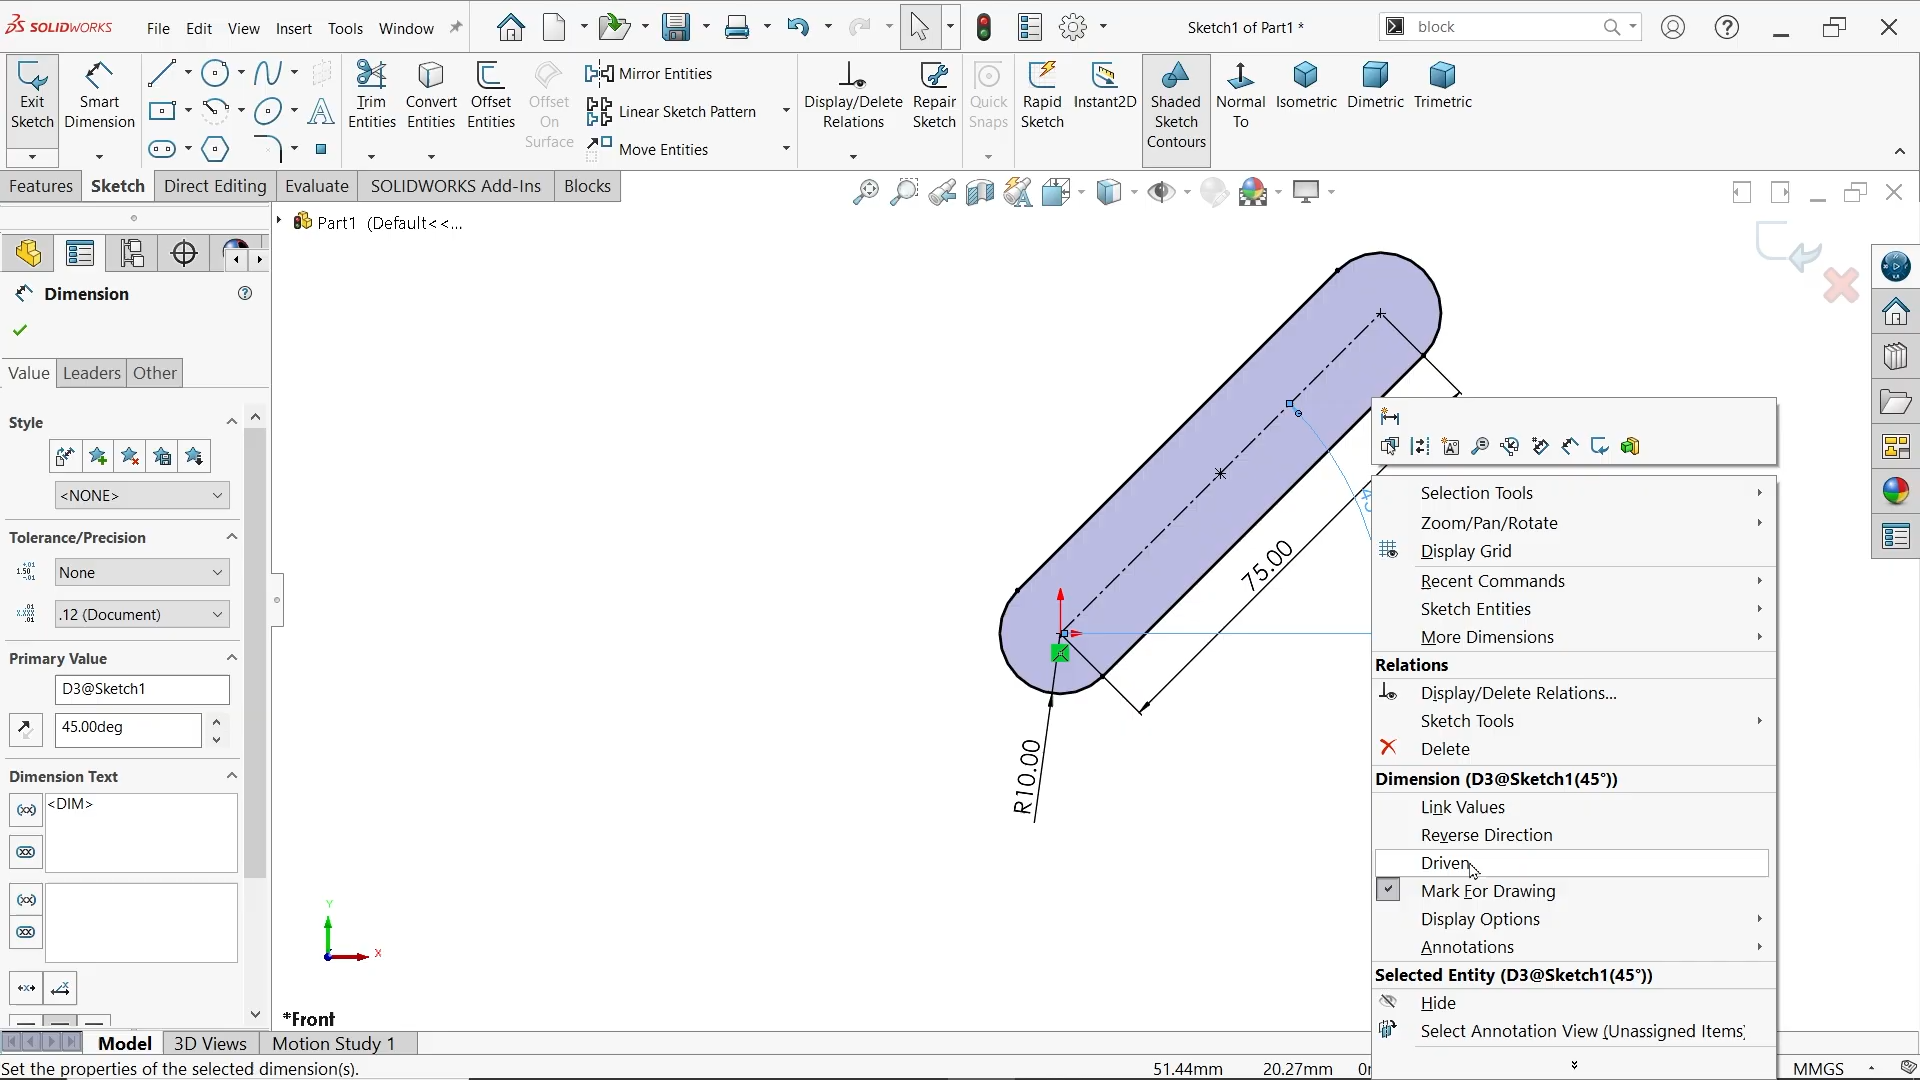 SOLIDWORKS File Edit View Insert Tools Window Sketch1 of Part1 * block
Exit Sketch
Smart Dimension
Trim Entities
Convert Entities
Offset Entities
Offset On Surface
Mirror Entities
Linear Sketch Pattern
Move Entities
Display/Delete Relations
Repair Sketch
Quick Snaps
Rapid Sketch
Instant2D
Shaded Sketch Contours
Normal To
Isometric
Dimetric
Trimetric
Features Sketch Direct Editing Evaluate SOLIDWORKS Add-Ins Blocks
Part1 (Default<<...
Dimension
Value Leaders Other
Style
<NONE>
Tolerance/Precision
None
.12 (Document)
Primary Value
D3@Sketch1
45.00deg
Dimension Text
<DIM>
75.00
R10.00
45
Y
X
*Front
Selection Tools
Zoom/Pan/Rotate
Display Grid
Recent Commands
Sketch Entities
More Dimensions
Relations
Display/Delete Relations...
Sketch Tools
Delete
Dimension (D3@Sketch1(45°))
Link Values
Reverse Direction
Driven
Mark For Drawing
Display Options
Annotations
Selected Entity (D3@Sketch1(45°))
Hide
Select Annotation View (Unassigned Items)
Model 3D Views Motion Study 1
Set the properties of the selected dimension(s). 51.44mm 20.27mm 0r MMGS